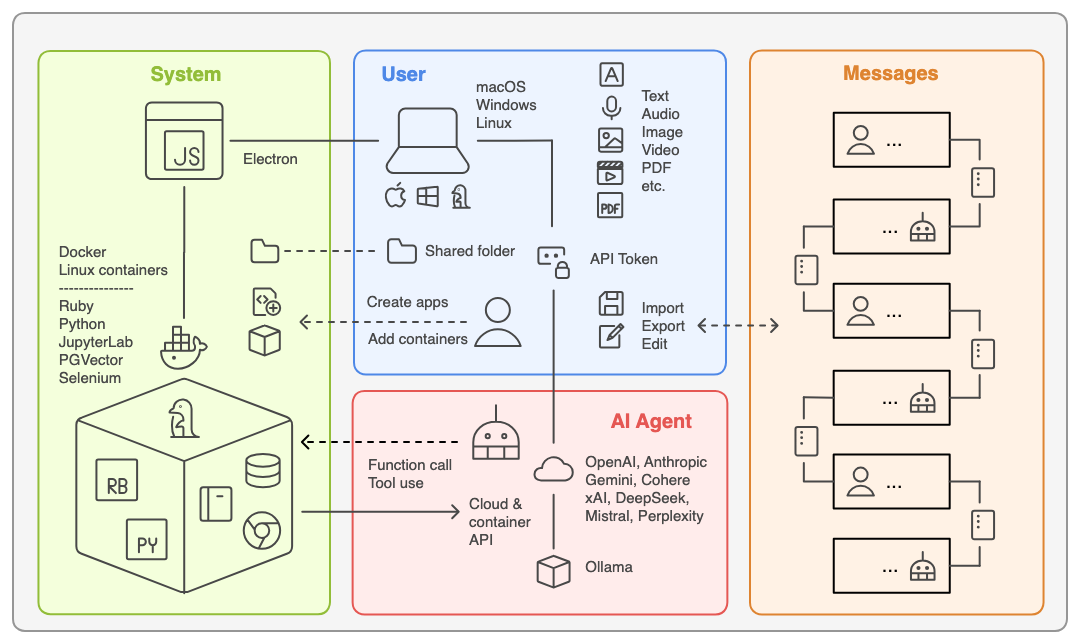 System
JS
Electron
Docker
Linux containers
---------------
Ruby
Python
JupyterLab
PGVector
Selenium
RB
PY
User
macOS
Windows
Linux
A
Text
Audio
Image
Video
PDF
etc.
PDF
Shared folder
API Token
Create apps
Add containers
Import
Export
Edit
AI Agent
Function call
Tool use
OpenAI, Anthropic
Gemini, Cohere
xAI, DeepSeek,
Mistral, Perplexity
Cloud &
container
API
Ollama
Messages
...
...
...
...
...
...